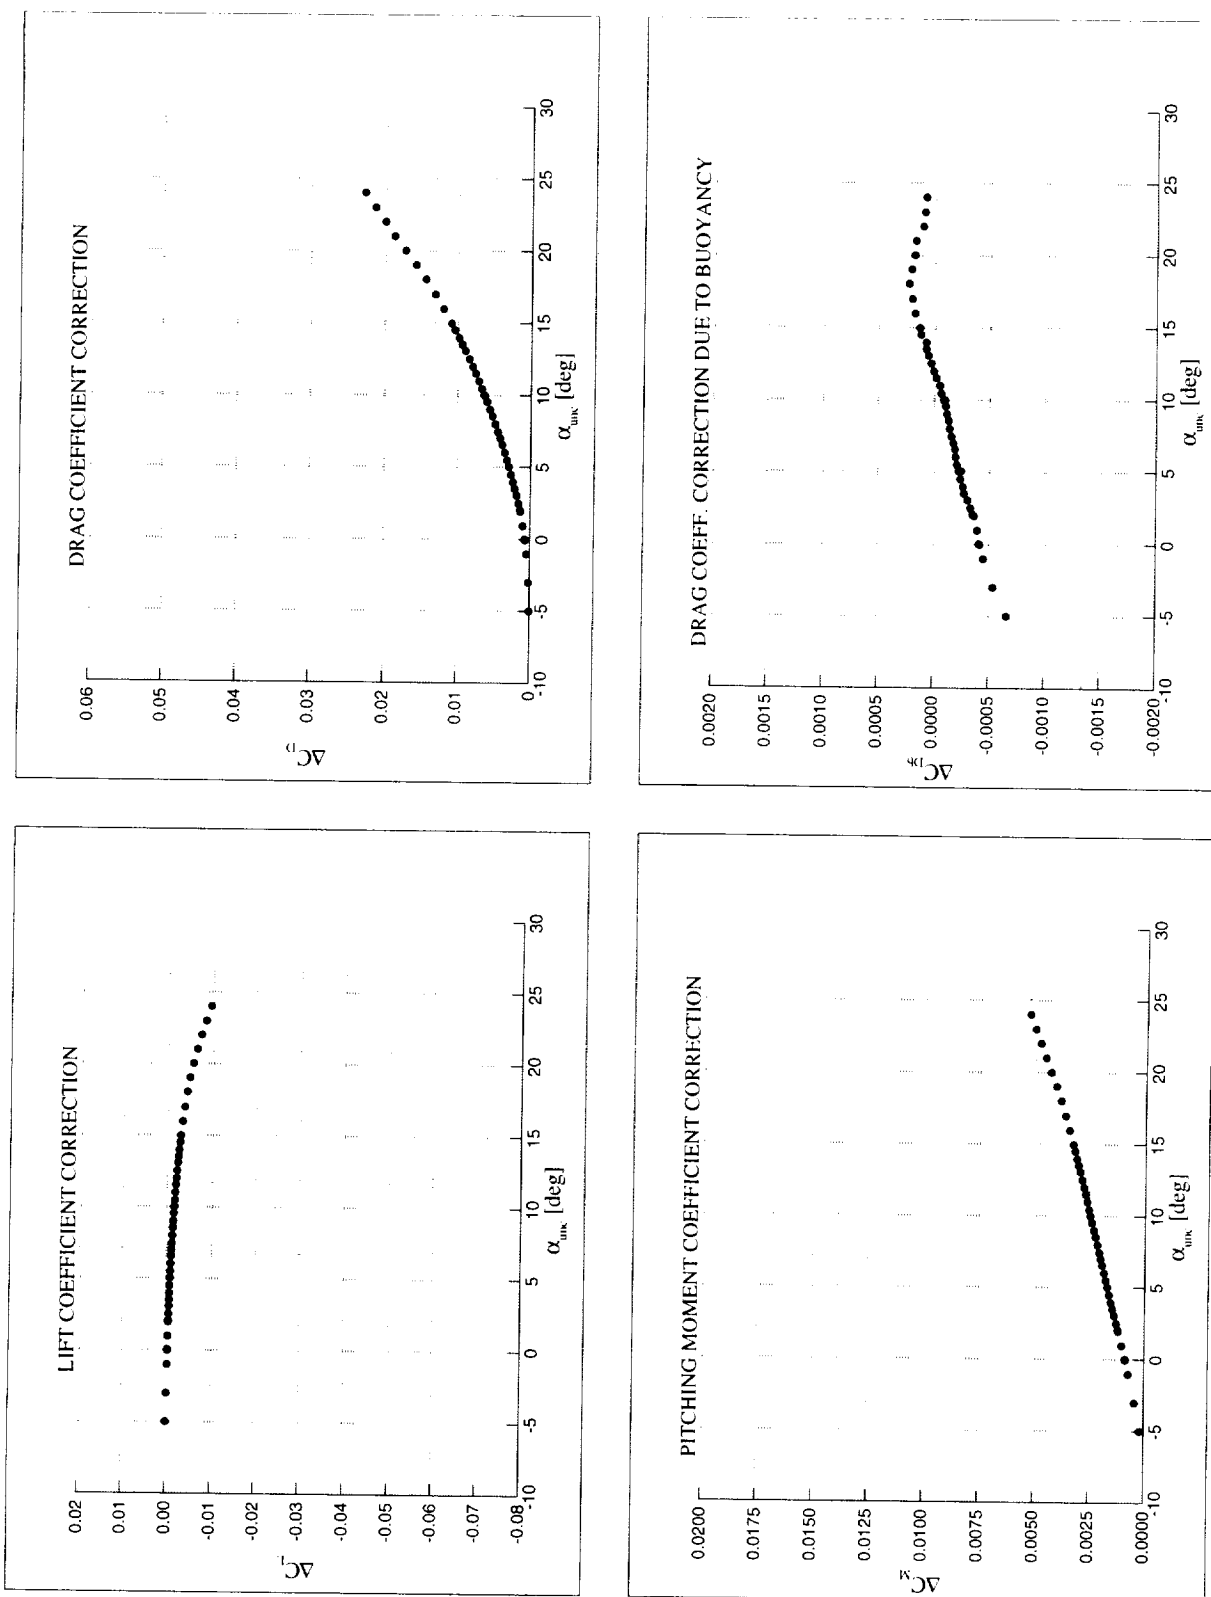 LIFT COEFFICIENT CORRECTION
0.02
0.01
0.00
-0.01
-0.02
-0.03
-0.04
-0.05
-0.06
-0.07
-0.08
ΔC_L
-10 -5 0 5 10 15 20 25 30
α_unc [deg]
DRAG COEFFICIENT CORRECTION
0.06
0.05
0.04
0.03
0.02
0.01
0
ΔC_D
-10 -5 0 5 10 15 20 25 30
α_unc [deg]
PITCHING MOMENT COEFFICIENT CORRECTION
0.0200
0.0175
0.0150
0.0125
0.0100
0.0075
0.0050
0.0025
0.0000
ΔC_M
-10 -5 0 5 10 15 20 25 30
α_unc [deg]
DRAG COEFF. CORRECTION DUE TO BUOYANCY
0.0020
0.0015
0.0010
0.0005
0.0000
-0.0005
-0.0010
-0.0015
-0.0020
ΔC_Db
-10 -5 0 5 10 15 20 25 30
α_unc [deg]